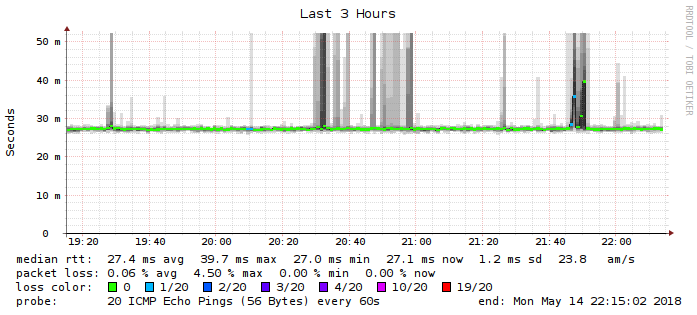 Last 3 Hours
RRDTOOL / TOBI OETIKER
Seconds
50 m
40 m
30 m
20 m
10 m
0
19:20 19:40 20:00 20:20 20:40 21:00 21:20 21:40 22:00
median rtt: 27.4 ms avg 39.7 ms max 27.0 ms min 27.1 ms now 1.2 ms sd 23.8 am/s
packet loss: 0.06 % avg 4.50 % max 0.00 % min 0.00 % now
loss color: 0 1/20 2/20 3/20 4/20 10/20 19/20
probe: 20 ICMP Echo Pings (56 Bytes) every 60s end: Mon May 14 22:15:02 2018